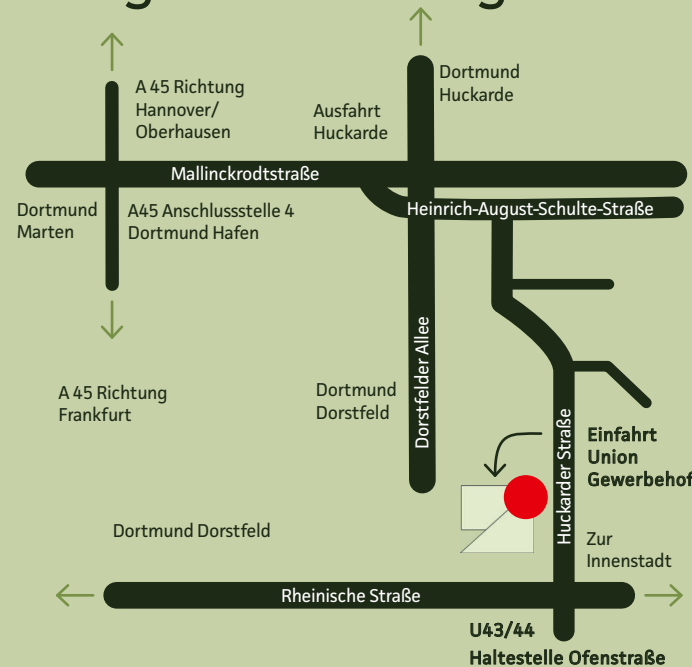 A 45 Richtung
Hannover/
Oberhausen
Ausfahrt
Huckarde
Dortmund
Huckarde
Mallinckrodtstraße
Dortmund
Marten
A45 Anschlussstelle 4
Dortmund Hafen
Heinrich-August-Schulte-Straße
A 45 Richtung
Frankfurt
Dortmund
Dorstfeld
Dorstfelder Allee
Huckarder Straße
Einfahrt
Union
Gewerbehof
Dortmund Dorstfeld
Zur
Innenstadt
Rheinische Straße
U43/44
Haltestelle Ofenstraße